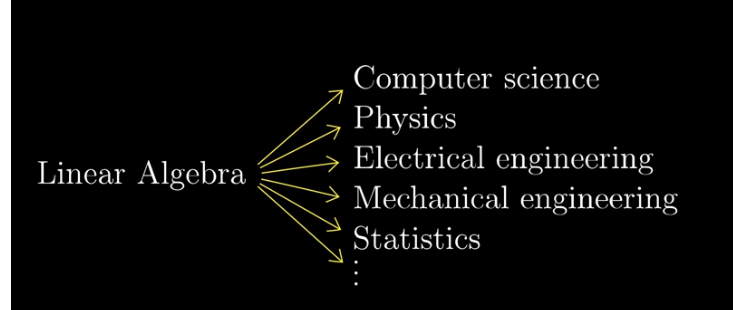 Linear Algebra
Computer science
Physics
Electrical engineering
Mechanical engineering
Statistics
⋮